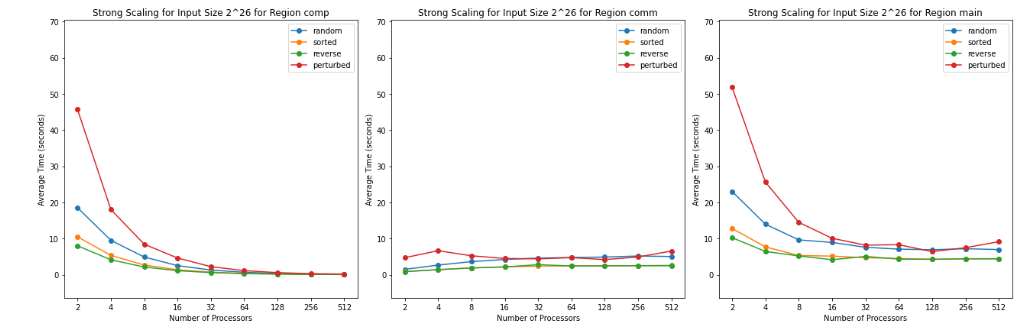 Strong Scaling for Input Size 2^26 for Region comp
70
60
50
40
30
20
10
0
Average Time (seconds)
random
sorted
reverse
perturbed
2 4 8 16 32 64 128 256 512
Number of Processors
Strong Scaling for Input Size 2^26 for Region comm
70
60
50
40
30
20
10
0
Average Time (seconds)
random
sorted
reverse
perturbed
2 4 8 16 32 64 128 256 512
Number of Processors
Strong Scaling for Input Size 2^26 for Region main
70
60
50
40
30
20
10
0
Average Time (seconds)
random
sorted
reverse
perturbed
2 4 8 16 32 64 128 256 512
Number of Processors